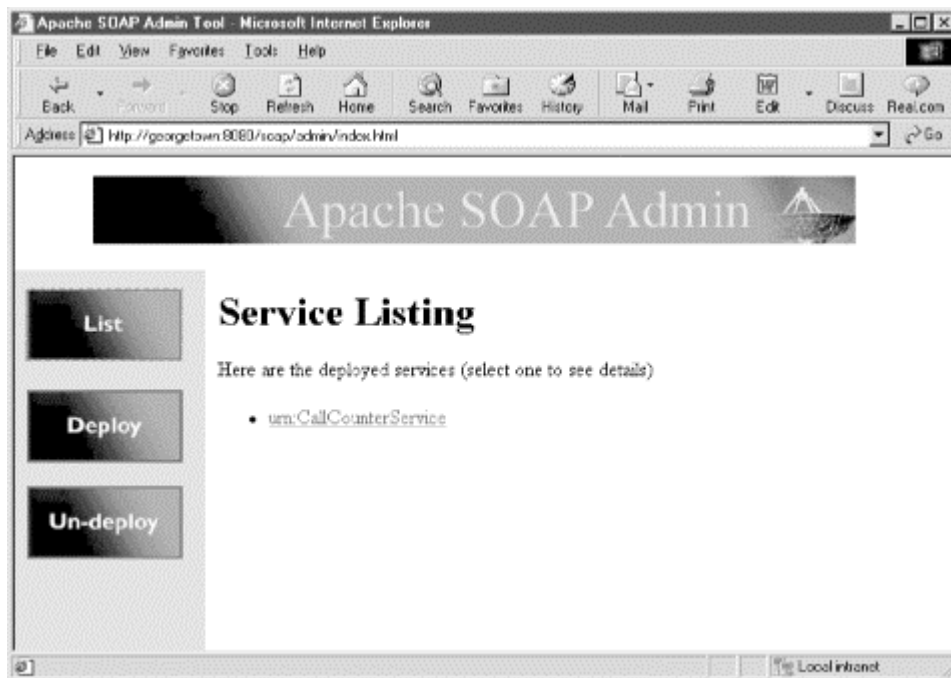 Apache SOAP Admin Tool - Microsoft Internet Explorer
File Edit View Favorites Tools Help
Back Forward Stop Refresh Home Search Favorites History Mail Print Edit Discuss Real.com
Address http://georgetown:8080/soap/admin/index.html Go
Apache SOAP Admin
List
Service Listing
Here are the deployed services (select one to see details)
urn:CallCounterService
Deploy
Un-deploy
Local intranet